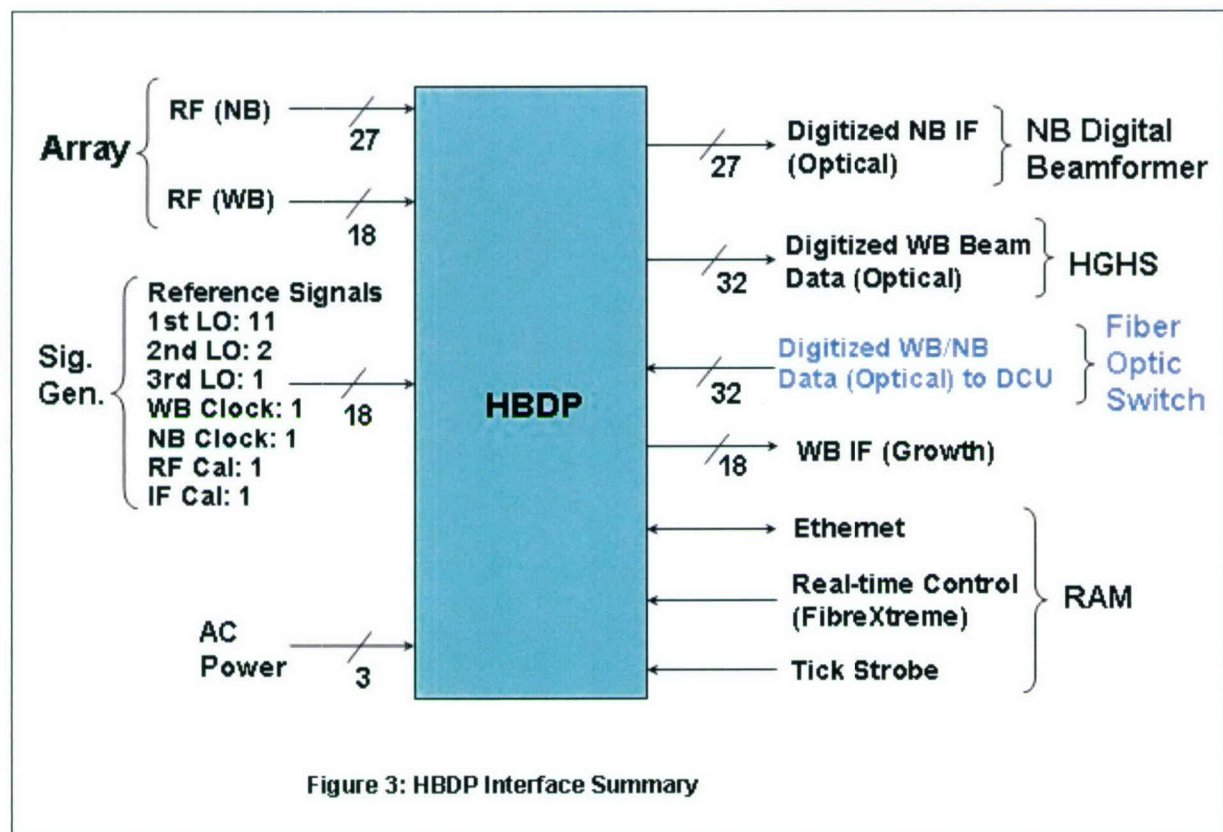 Array
RF (NB)
27
RF (WB)
18
Sig.
Gen.
Reference Signals
1st LO: 11
2nd LO: 2
3rd LO: 1
WB Clock: 1
NB Clock: 1
RF Cal: 1
IF Cal: 1
18
AC
Power
3
HBDP
27
Digitized NB IF
(Optical)
NB Digital
Beamformer
32
Digitized WB Beam
Data (Optical)
HGHS
32
Digitized WB/NB
Data (Optical) to DCU
Fiber
Optic
Switch
18
WB IF (Growth)
Ethernet
Real-time Control
(FibreXtreme)
Tick Strobe
RAM
Figure 3: HBDP Interface Summary